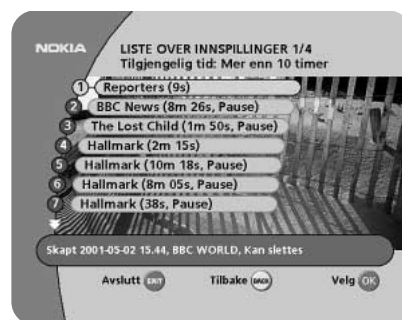 NOKIA
LISTE OVER INNSPILLINGER 1/4
Tilgjengelig tid: Mer enn 10 timer
1 Reporters (9s)
2 BBC News (8m 26s, Pause)
3 The Lost Child (1m 50s, Pause)
4 Hallmark (2m 15s)
5 Hallmark (10m 18s, Pause)
6 Hallmark (8m 05s, Pause)
7 Hallmark (38s, Pause)
Skapt 2001-05-02 15.44, BBC WORLD, Kan slettes
Avslutt EXIT Tilbake BACK Velg OK